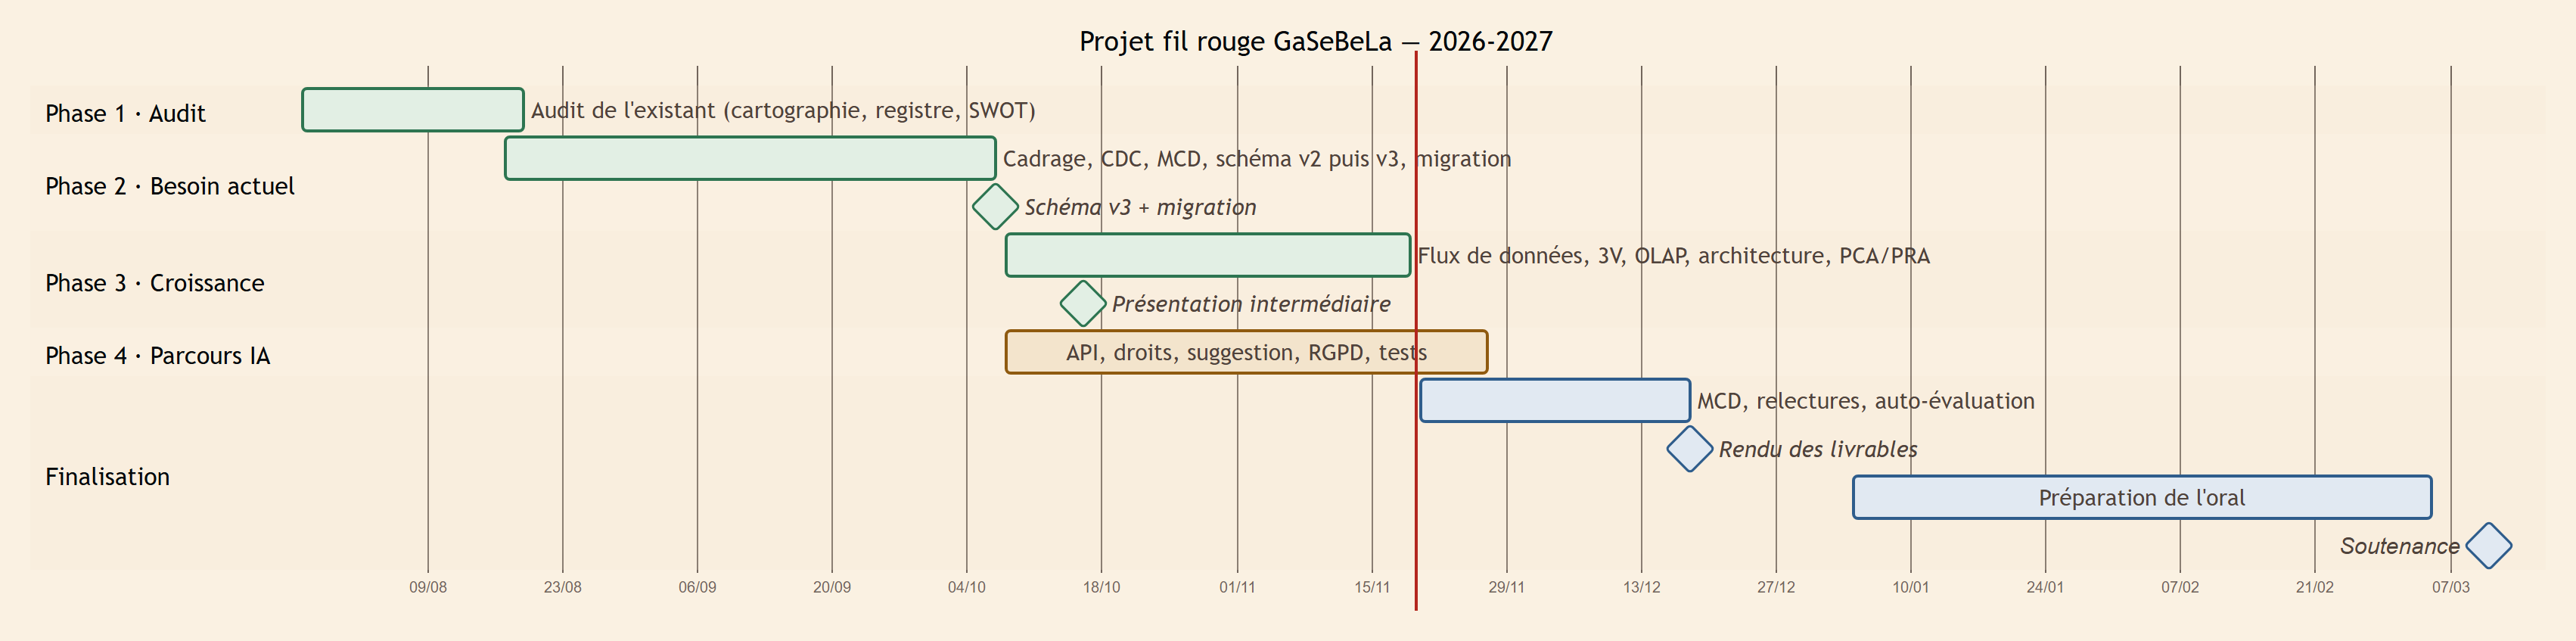 Projet fil rouge GaSeBeLa — 2026-2027
Phase 1 · Audit
Audit de l'existant (cartographie, registre, SWOT)
Phase 2 · Besoin actuel
Cadrage, CDC, MCD, schéma v2 puis v3, migration
Schéma v3 + migration
Phase 3 · Croissance
Flux de données, 3V, OLAP, architecture, PCA/PRA
Présentation intermédiaire
Phase 4 · Parcours IA
API, droits, suggestion, RGPD, tests
Finalisation
MCD, relectures, auto-évaluation
Rendu des livrables
Préparation de l'oral
Soutenance
09/08 23/08 06/09 20/09 04/10 18/10 01/11 15/11 29/11 13/12 27/12 10/01 24/01 07/02 21/02 07/03